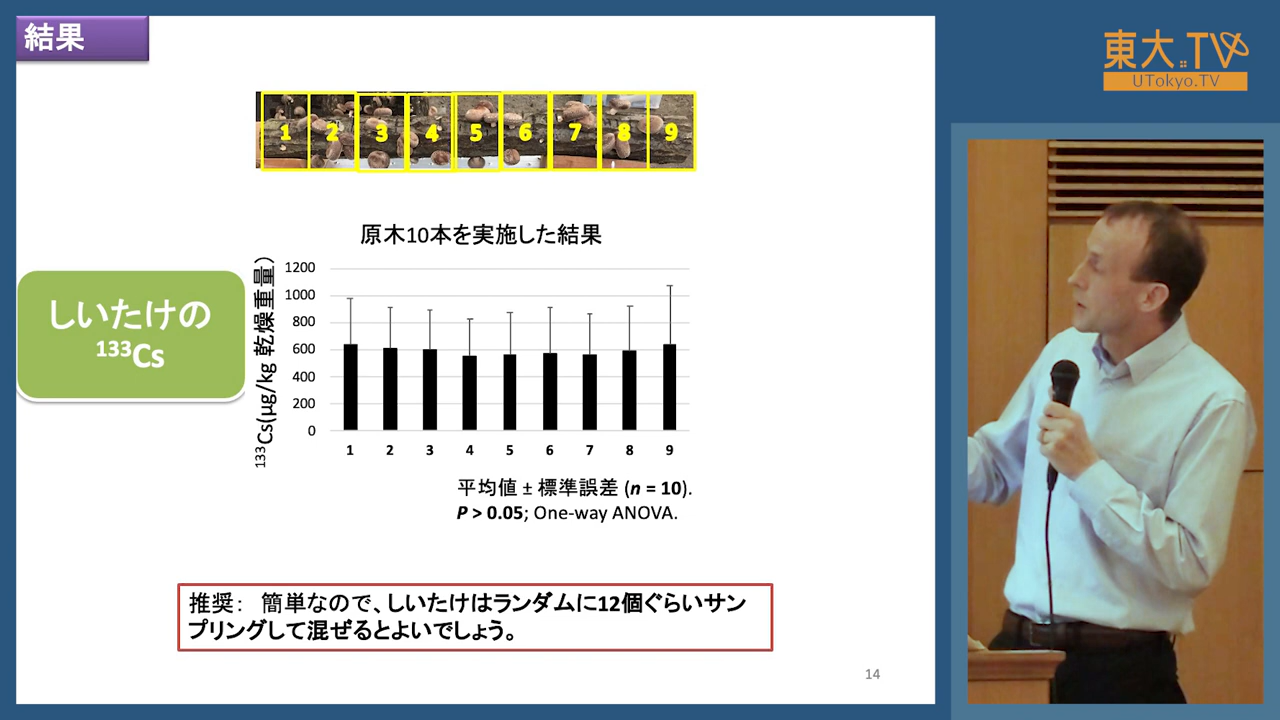 結果
東大.TV
UTokyo.TV
1 2 3 4 5 6 7 8 9
原木10本を実施した結果
しいたけの
¹³³Cs
¹³³Cs(μg/kg 乾燥重量)
1200
1000
800
600
400
200
0
1 2 3 4 5 6 7 8 9
平均値 ± 標準誤差 (n = 10).
P > 0.05; One-way ANOVA.
推奨： 簡単なので、しいたけはランダムに12個ぐらいサン
プリングして混ぜるとよいでしょう。
14